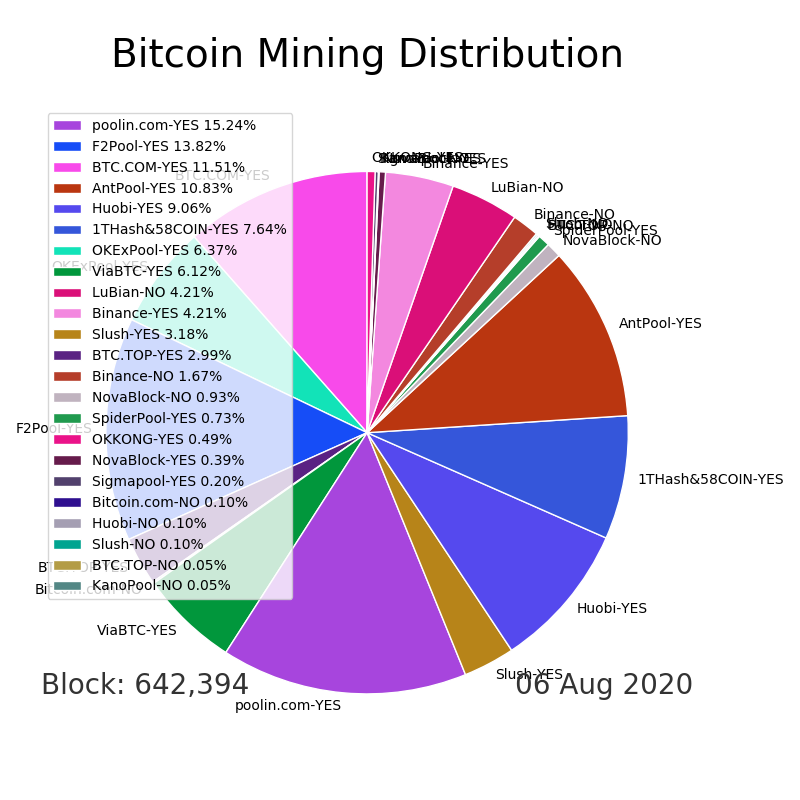 Bitcoin Mining Distribution
poolin.com-YES 15.24%
F2Pool-YES 13.82%
BTC.COM-YES 11.51%
AntPool-YES 10.83%
Huobi-YES 9.06%
1THash&58COIN-YES 7.64%
OKExPool-YES 6.37%
ViaBTC-YES 6.12%
LuBian-NO 4.21%
Binance-YES 4.21%
Slush-YES 3.18%
BTC.TOP-YES 2.99%
Binance-NO 1.67%
NovaBlock-NO 0.93%
SpiderPool-YES 0.73%
OKKONG-YES 0.49%
NovaBlock-YES 0.39%
Sigmapool-YES 0.20%
Bitcoin.com-NO 0.10%
Huobi-NO 0.10%
Slush-NO 0.10%
BTC.TOP-NO 0.05%
KanoPool-NO 0.05%
BTC.COM-YES
OKExPool-YES
F2Pool-YES
Bitcoin.com-NO
ViaBTC-YES
poolin.com-YES
Slush-YES
Huobi-YES
1THash&58COIN-YES
AntPool-YES
NovaBlock-NO
SpiderPool-YES
Binance-NO
LuBian-NO
Binance-YES
Block: 642,394
06 Aug 2020